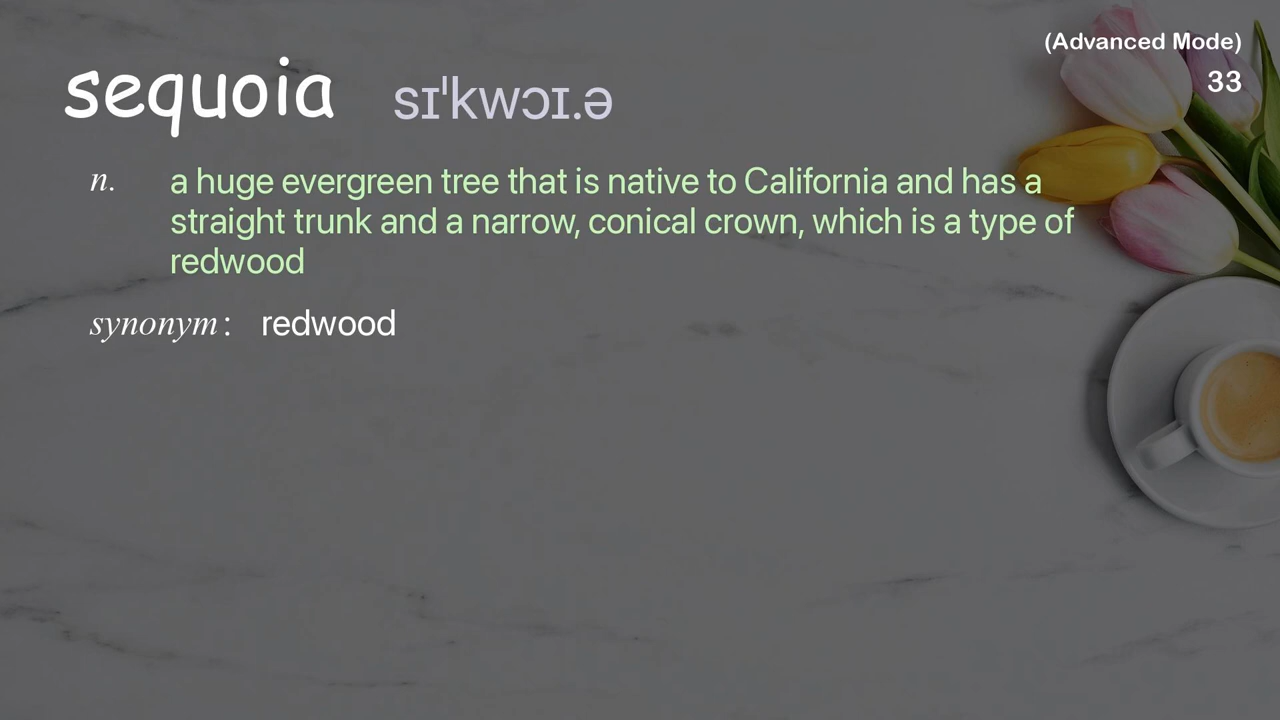 (Advanced Mode)
33
sequoia sɪˈkwɔɪ.ə
n. a huge evergreen tree that is native to California and has a
straight trunk and a narrow, conical crown, which is a type of
redwood
synonym: redwood